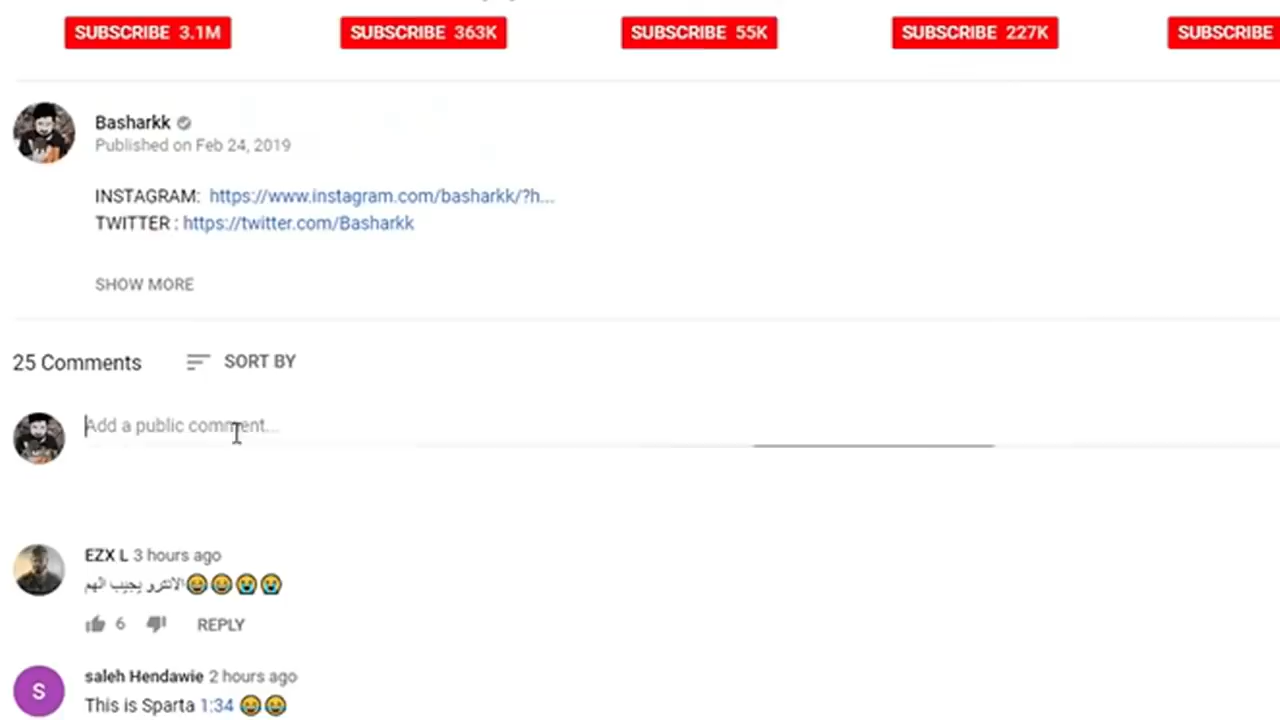 SUBSCRIBE 3.1M SUBSCRIBE 363K SUBSCRIBE 55K SUBSCRIBE 227K SUBSCRIBE
Basharkk
Published on Feb 24, 2019
INSTAGRAM: https://www.instagram.com/basharkk/?h...
TWITTER : https://twitter.com/Basharkk
SHOW MORE
25 Comments SORT BY
Add a public comment...
EZX L 3 hours ago
الانترو يجيب الهم😂😂😭😭
6 REPLY
S
saleh Hendawie 2 hours ago
This is Sparta 1:34 😂😂